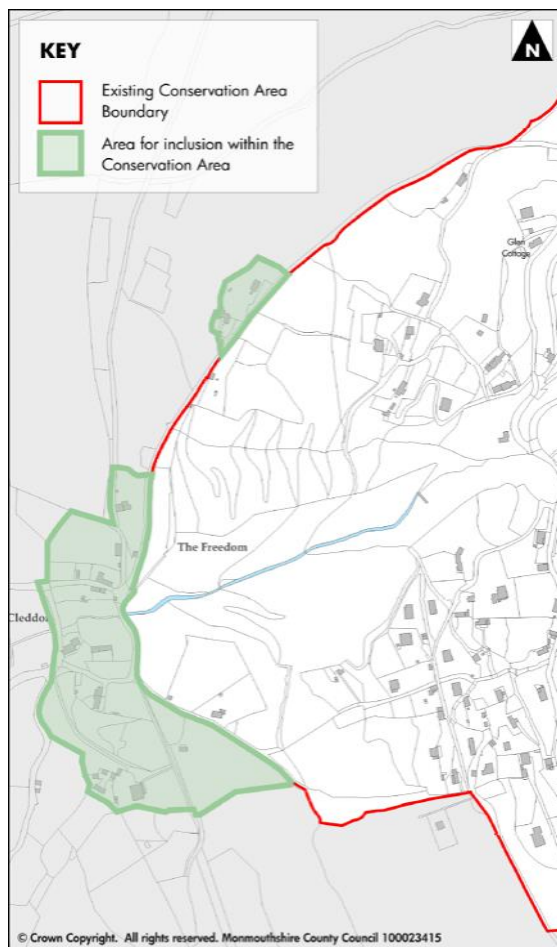 KEY
Existing Conservation Area
Boundary
Area for inclusion within the
Conservation Area
N
Glen
Cottage
The Freedom
© Crown Copyright. All rights reserved. Monmouthshire County Council 100023415